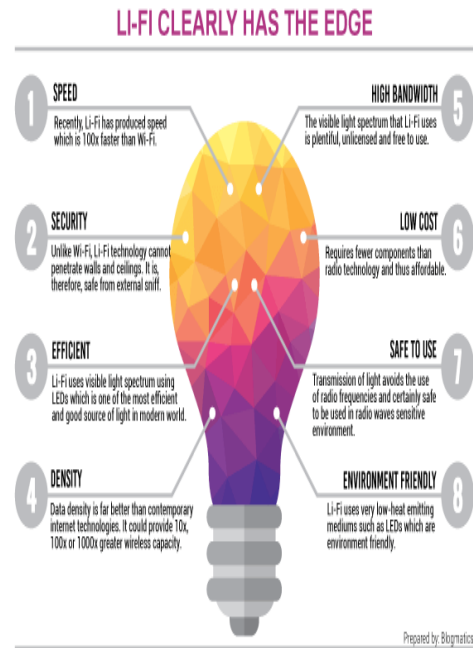 LI-FI CLEARLY HAS THE EDGE
1
SPEED
Recently, Li-Fi has produced speed
which is 100x faster than Wi-Fi.
2
SECURITY
Unlike Wi-Fi, Li-Fi technology cannot
penetrate walls and ceilings. It is,
therefore, safe from external sniff.
3
EFFICIENT
Li-Fi uses visible light spectrum using
LEDs which is one of the most efficient
and good source of light in modern world.
4
DENSITY
Data density is far better than contemporary
internet technologies. It could provide 10x,
100x or 1000x greater wireless capacity.
HIGH BANDWIDTH
5
The visible light spectrum that Li-Fi uses
is plentiful, unlicensed and free to use.
LOW COST
6
Requires fewer components than
radio technology and thus affordable.
SAFE TO USE
7
Transmission of light avoids the use
of radio frequencies and certainly safe
to be used in radio waves sensitive
environment.
ENVIRONMENT FRIENDLY
8
Li-Fi uses very low-heat emitting
mediums such as LEDs which are
environment friendly.
Prepared by: Blogmatics